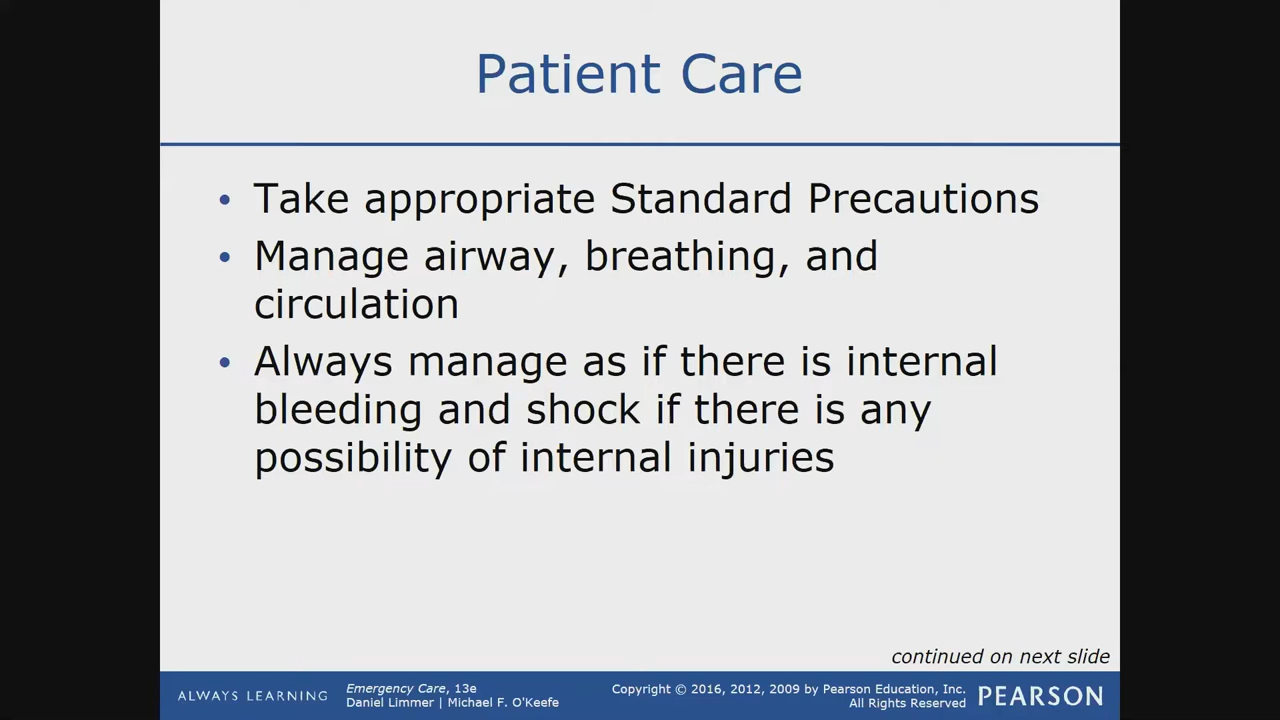 Patient Care
• Take appropriate Standard Precautions
• Manage airway, breathing, and
circulation
• Always manage as if there is internal
bleeding and shock if there is any
possibility of internal injuries
continued on next slide
ALWAYS LEARNING
Emergency Care, 13e
Daniel Limmer | Michael F. O'Keefe
Copyright © 2016, 2012, 2009 by Pearson Education, Inc.
All Rights Reserved
PEARSON